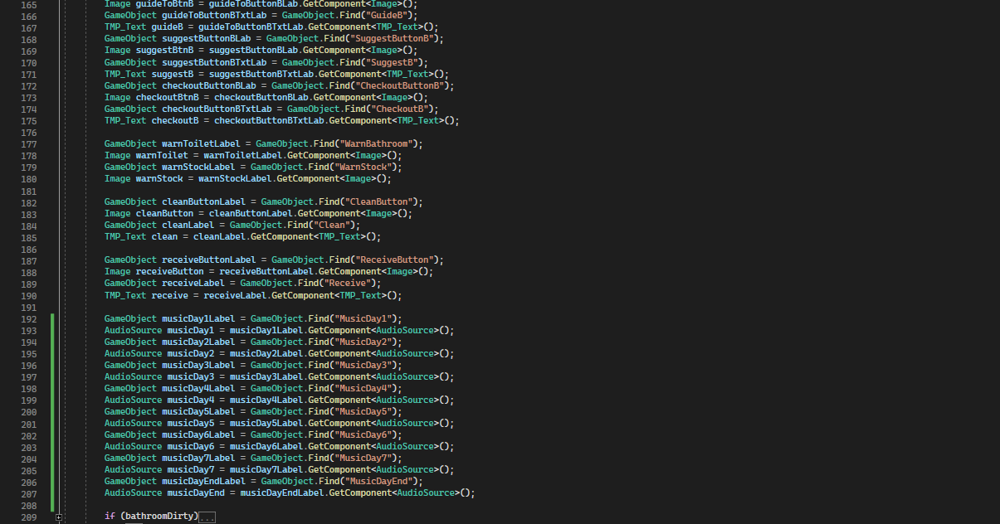 165 Image guideToBtnB = guideToButtonBLab.GetComponent<Image>();
166 GameObject guideToButtonBTxtLab = GameObject.Find("GuideB");
167 TMP_Text guideB = guideToButtonBTxtLab.GetComponent<TMP_Text>();
168 GameObject suggestButtonBLab = GameObject.Find("SuggestButtonB");
169 Image suggestBtnB = suggestButtonBLab.GetComponent<Image>();
170 GameObject suggestButtonBTxtLab = GameObject.Find("SuggestB");
171 TMP_Text suggestB = suggestButtonBTxtLab.GetComponent<TMP_Text>();
172 GameObject checkoutButtonBLab = GameObject.Find("CheckoutButtonB");
173 Image checkoutBtnB = checkoutButtonBLab.GetComponent<Image>();
174 GameObject checkoutButtonBTxtLab = GameObject.Find("CheckoutB");
175 TMP_Text checkoutB = checkoutButtonBTxtLab.GetComponent<TMP_Text>();
176
177 GameObject warnToiletLabel = GameObject.Find("WarnBathroom");
178 Image warnToilet = warnToiletLabel.GetComponent<Image>();
179 GameObject warnStockLabel = GameObject.Find("WarnStock");
180 Image warnStock = warnStockLabel.GetComponent<Image>();
181
182 GameObject cleanButtonLabel = GameObject.Find("CleanButton");
183 Image cleanButton = cleanButtonLabel.GetComponent<Image>();
184 GameObject cleanLabel = GameObject.Find("Clean");
185 TMP_Text clean = cleanLabel.GetComponent<TMP_Text>();
186
187 GameObject receiveButtonLabel = GameObject.Find("ReceiveButton");
188 Image receiveButton = receiveButtonLabel.GetComponent<Image>();
189 GameObject receiveLabel = GameObject.Find("Receive");
190 TMP_Text receive = receiveLabel.GetComponent<TMP_Text>();
191
192 GameObject musicDay1Label = GameObject.Find("MusicDay1");
193 AudioSource musicDay1 = musicDay1Label.GetComponent<AudioSource>();
194 GameObject musicDay2Label = GameObject.Find("MusicDay2");
195 AudioSource musicDay2 = musicDay2Label.GetComponent<AudioSource>();
196 GameObject musicDay3Label = GameObject.Find("MusicDay3");
197 AudioSource musicDay3 = musicDay3Label.GetComponent<AudioSource>();
198 GameObject musicDay4Label = GameObject.Find("MusicDay4");
199 AudioSource musicDay4 = musicDay4Label.GetComponent<AudioSource>();
200 GameObject musicDay5Label = GameObject.Find("MusicDay5");
201 AudioSource musicDay5 = musicDay5Label.GetComponent<AudioSource>();
202 GameObject musicDay6Label = GameObject.Find("MusicDay6");
203 AudioSource musicDay6 = musicDay6Label.GetComponent<AudioSource>();
204 GameObject musicDay7Label = GameObject.Find("MusicDay7");
205 AudioSource musicDay7 = musicDay7Label.GetComponent<AudioSource>();
206 GameObject musicDayEndLabel = GameObject.Find("MusicDayEnd");
207 AudioSource musicDayEnd = musicDayEndLabel.GetComponent<AudioSource>();
208
209 if (bathroomDirty)...